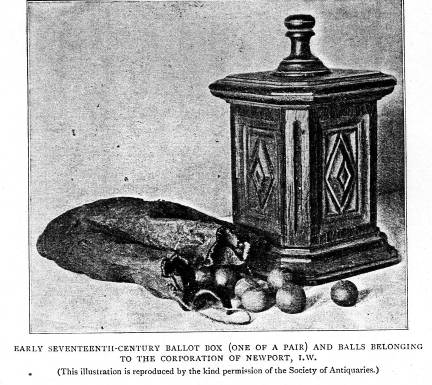 EARLY SEVENTEENTH-CENTURY BALLOT BOX (ONE OF A PAIR) AND BALLS BELONGING
TO THE CORPORATION OF NEWPORT, I.W.
(This illustration is reproduced by the kind permission of the Society of Antiquaries.)